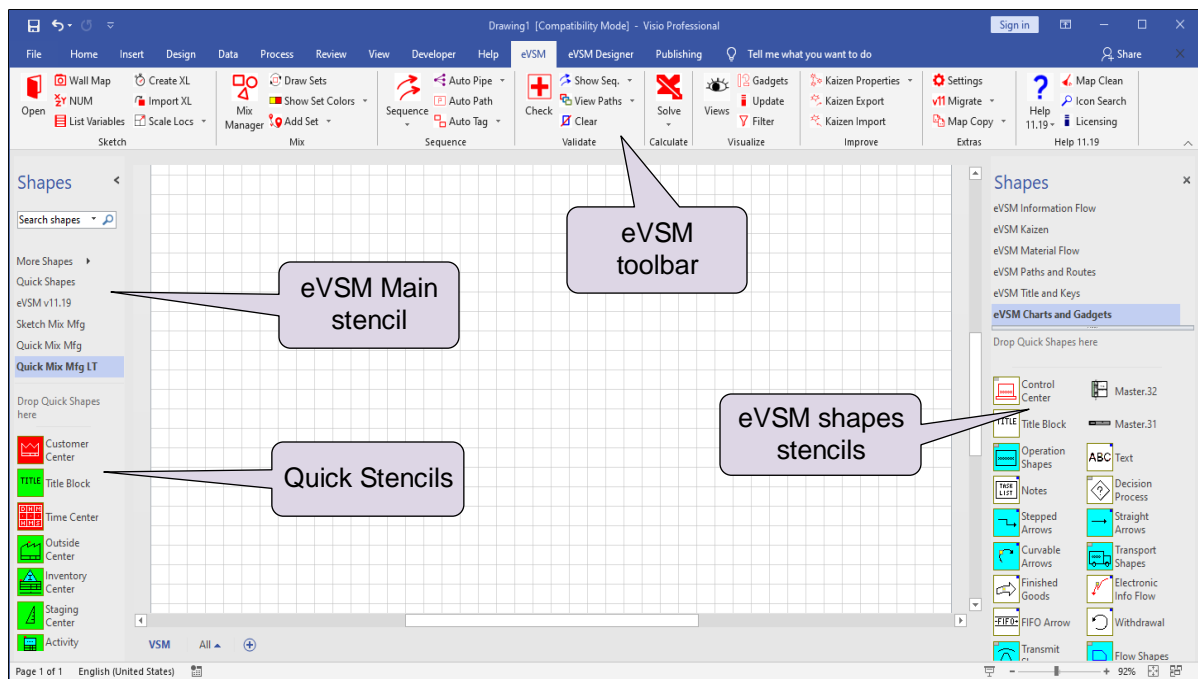 Drawing1 [Compatibility Mode] - Visio Professional
Sign in
File Home Insert Design Data Process Review View Developer Help eVSM eVSM Designer Publishing Tell me what you want to do Share
Open
Wall Map
NUM
List Variables
Create XL
Import XL
Scale Locs
Sketch
Mix
Manager
Draw Sets
Show Set Colors
Add Set
Mix
Sequence
Auto Pipe
Auto Path
Auto Tag
Sequence
Check
Show Seq.
View Paths
Clear
Validate
Solve
Calculate
Views
Gadgets
Update
Filter
Visualize
Kaizen Properties
Kaizen Export
Kaizen Import
Improve
Settings
v11 Migrate
Map Copy
Extras
Help
11.19
Map Clean
Icon Search
Licensing
Help 11.19
Shapes
Search shapes
More Shapes
Quick Shapes
eVSM v11.19
Sketch Mix Mfg
Quick Mix Mfg
Quick Mix Mfg LT
Drop Quick Shapes
here
Customer
Center
TITLE Title Block
Time Center
Outside
Center
Inventory
Center
Staging
Center
Activity
eVSM
toolbar
eVSM Main
stencil
Quick Stencils
eVSM shapes
stencils
Shapes
eVSM Information Flow
eVSM Kaizen
eVSM Material Flow
eVSM Paths and Routes
eVSM Title and Keys
eVSM Charts and Gadgets
Drop Quick Shapes here
Control
Center
Master.32
TITLE Title Block
Master.31
Operation
Shapes
ABC Text
TASK
LIST
Notes
Decision
Process
Stepped
Arrows
Straight
Arrows
Curvable
Arrows
Transport
Shapes
Finished
Goods
Electronic
Info Flow
-FIFO- FIFO Arrow
Withdrawal
Transmit
Flow Shapes
VSM All
Page 1 of 1 English (United States)
92%